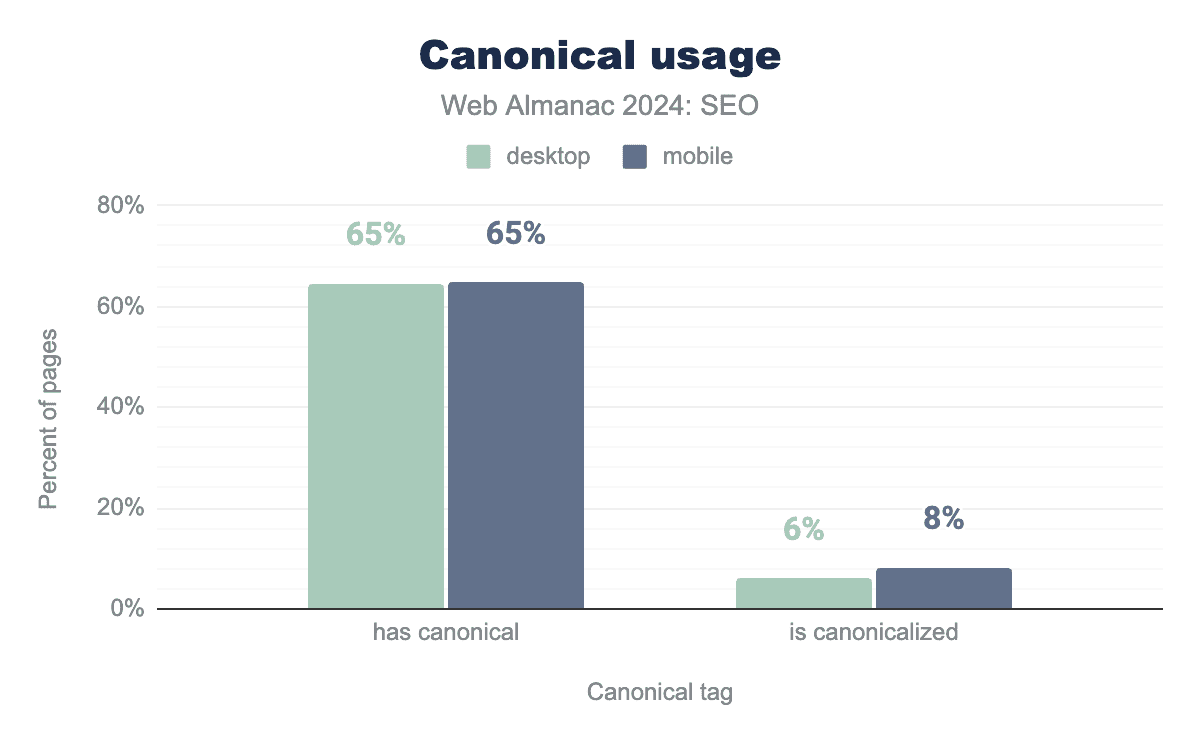 Canonical usage
Web Almanac 2024: SEO
desktop mobile
80%
65% 65%
60%
40%
20%
6% 8%
0%
Percent of pages
has canonical is canonicalized
Canonical tag